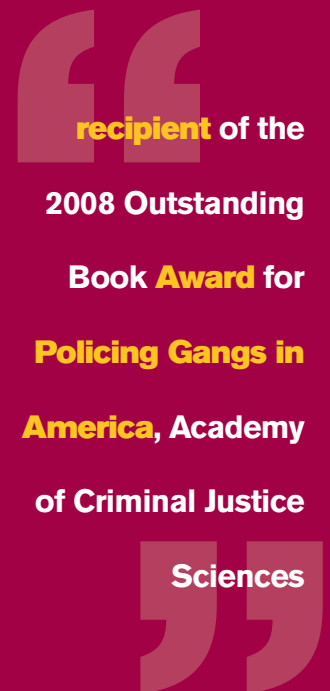 recipient of the
2008 Outstanding
Book Award for
Policing Gangs in
America, Academy
of Criminal Justice
Sciences